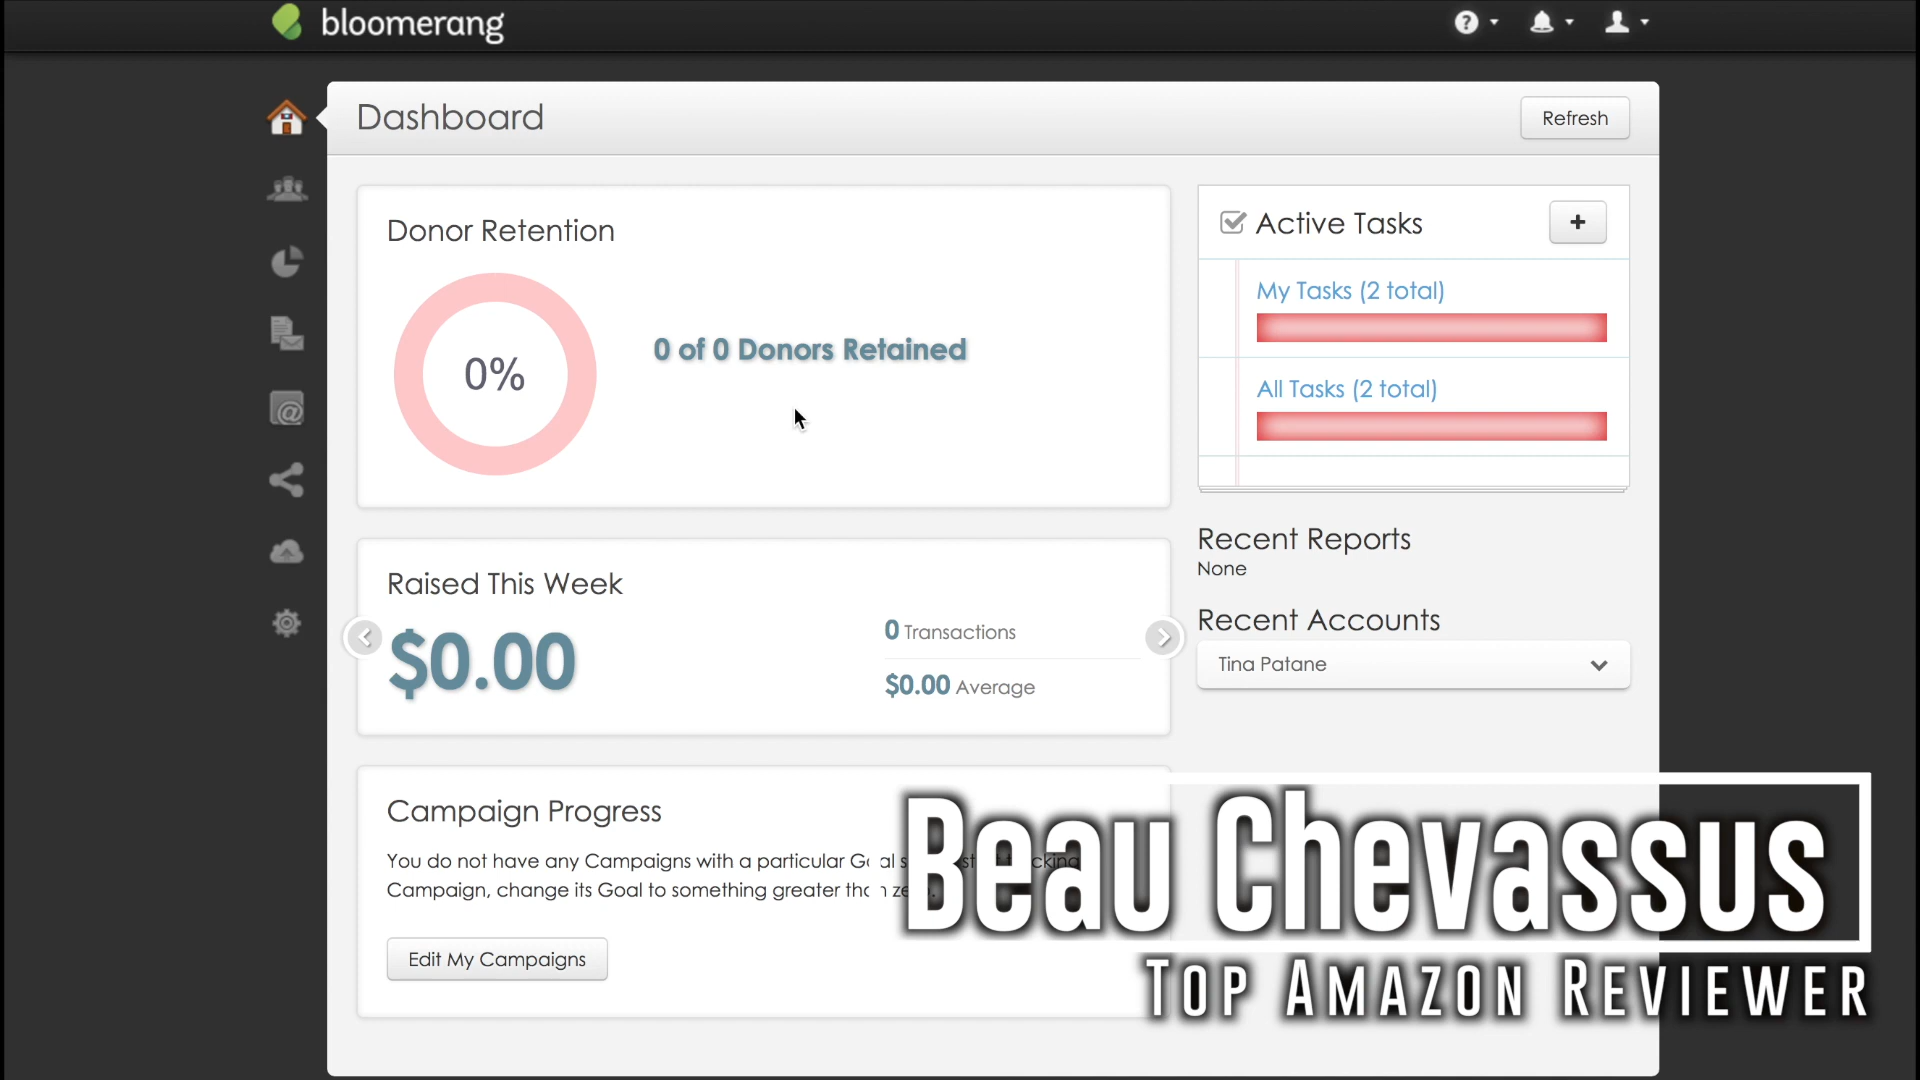 bloomerang
Dashboard
Refresh
Donor Retention
0%
0 of 0 Donors Retained
Active Tasks
My Tasks (2 total)
All Tasks (2 total)
Raised This Week
$0.00
0 Transactions
$0.00 Average
Recent Reports
None
Recent Accounts
Tina Patane
Campaign Progress
You do not have any Campaigns with a particular
Campaign, change its Goal to something greater than
Edit My Campaigns
Beau Chevassus
Top Amazon Reviewer